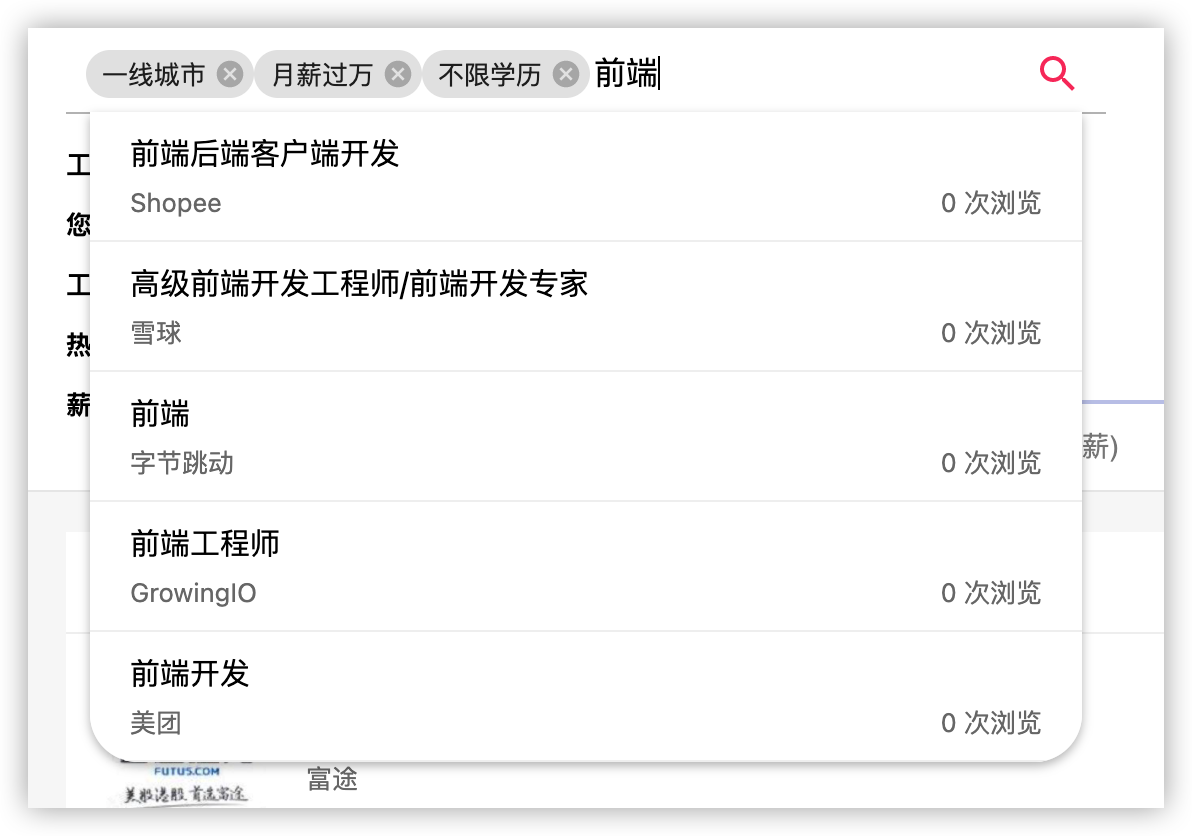 一线城市 月薪过万 不限学历 前端
工
前端后端客户端开发
Shopee 0 次浏览
您
工
高级前端开发工程师/前端开发专家
雪球 0 次浏览
热
薪
前端
字节跳动 0 次浏览
薪)
前端工程师
GrowingIO 0 次浏览
前端开发
美团 0 次浏览
FUTU5.COM
美股港股 首选富途
富途